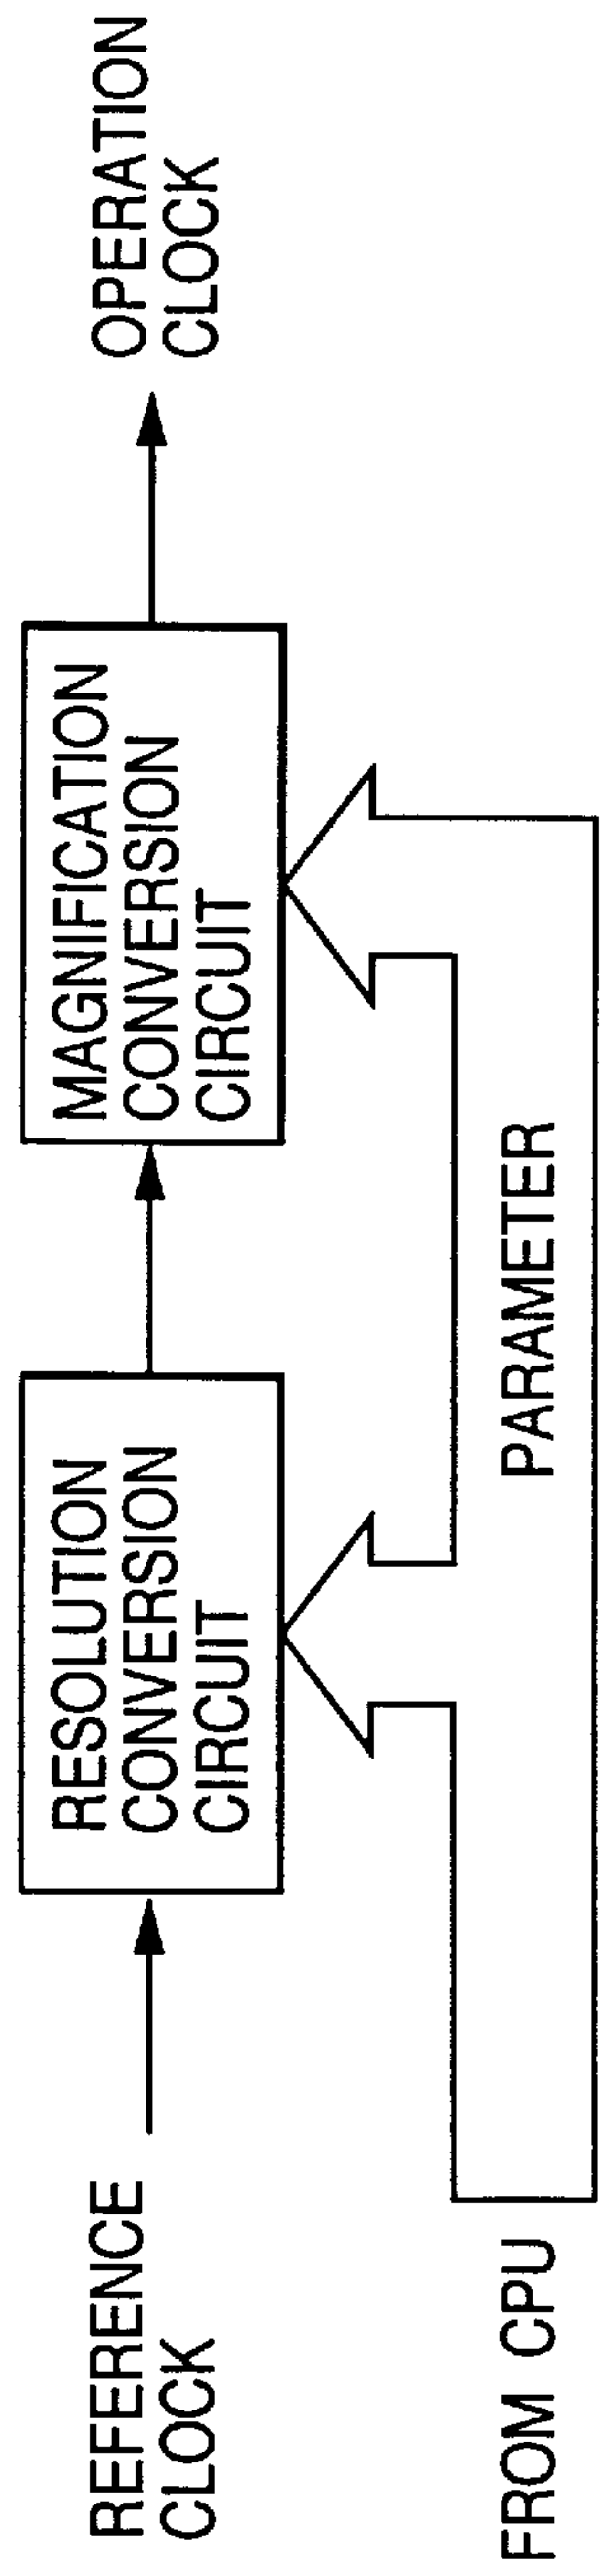 REFERENCE
CLOCK
RESOLUTION
CONVERSION
CIRCUIT
MAGNIFICATION
CONVERSION
CIRCUIT
OPERATION
CLOCK
FROM CPU
PARAMETER